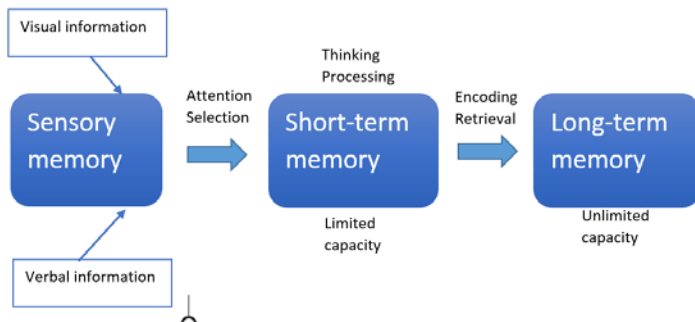 Visual information
Thinking
Processing
Attention
Selection
Encoding
Retrieval
Sensory
memory
Short-term
memory
Long-term
memory
Limited
capacity
Unlimited
capacity
Verbal information